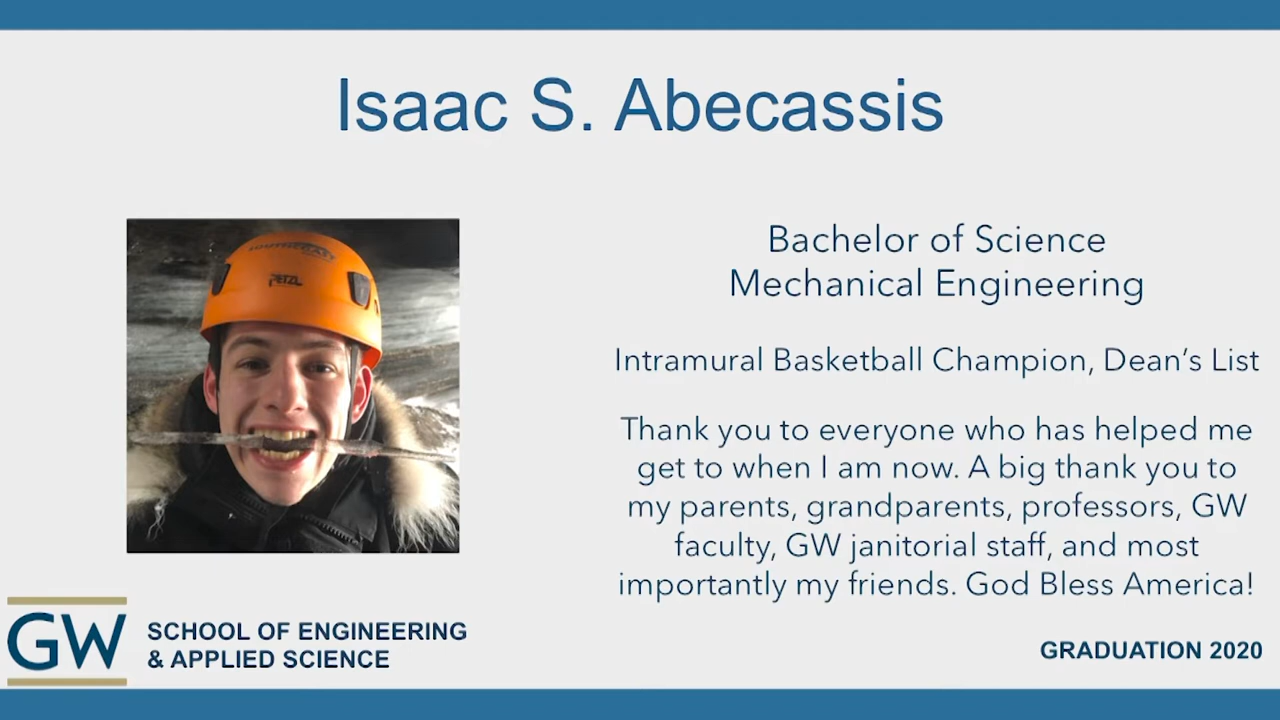 Isaac S. Abecassis
SOUTHCOAST
PETZL
Bachelor of Science
Mechanical Engineering
Intramural Basketball Champion, Dean’s List
Thank you to everyone who has helped me
get to when I am now. A big thank you to
my parents, grandparents, professors, GW
faculty, GW janitorial staff, and most
importantly my friends. God Bless America!
GW
SCHOOL OF ENGINEERING
& APPLIED SCIENCE
GRADUATION 2020